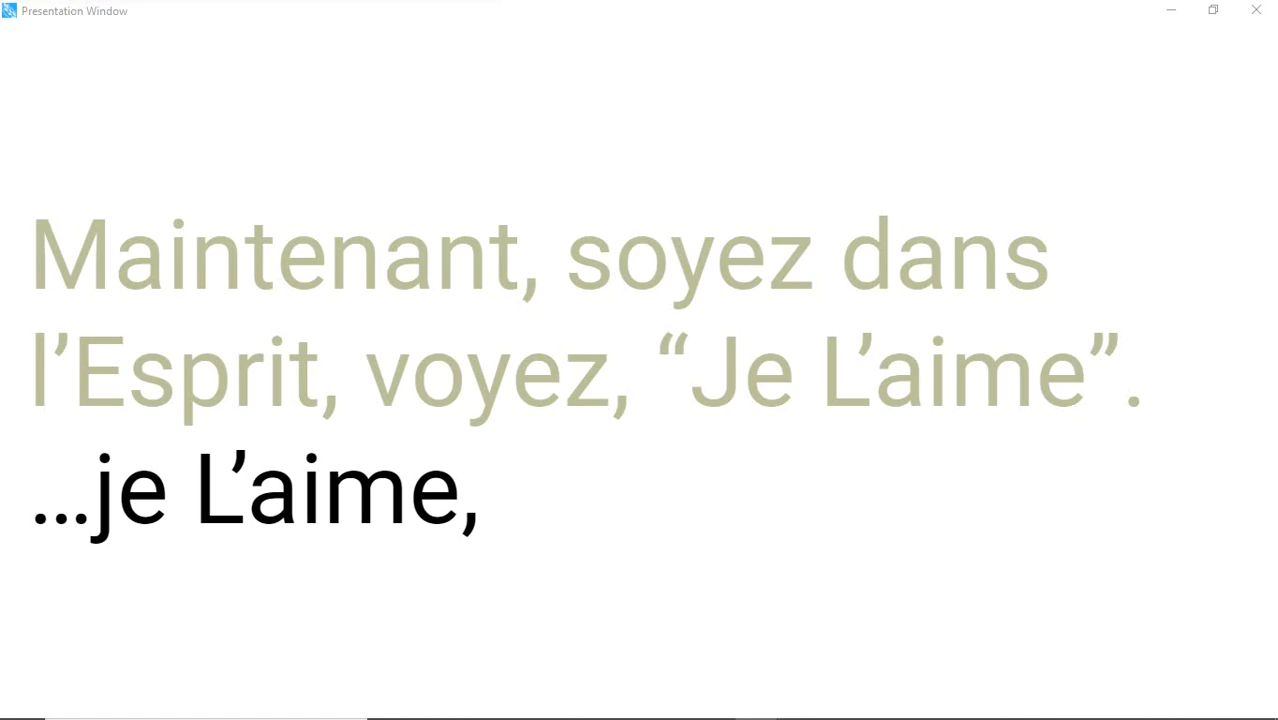 Presentation Window
Maintenant, soyez dans
l’Esprit, voyez, “Je L’aime”.
…je L’aime,